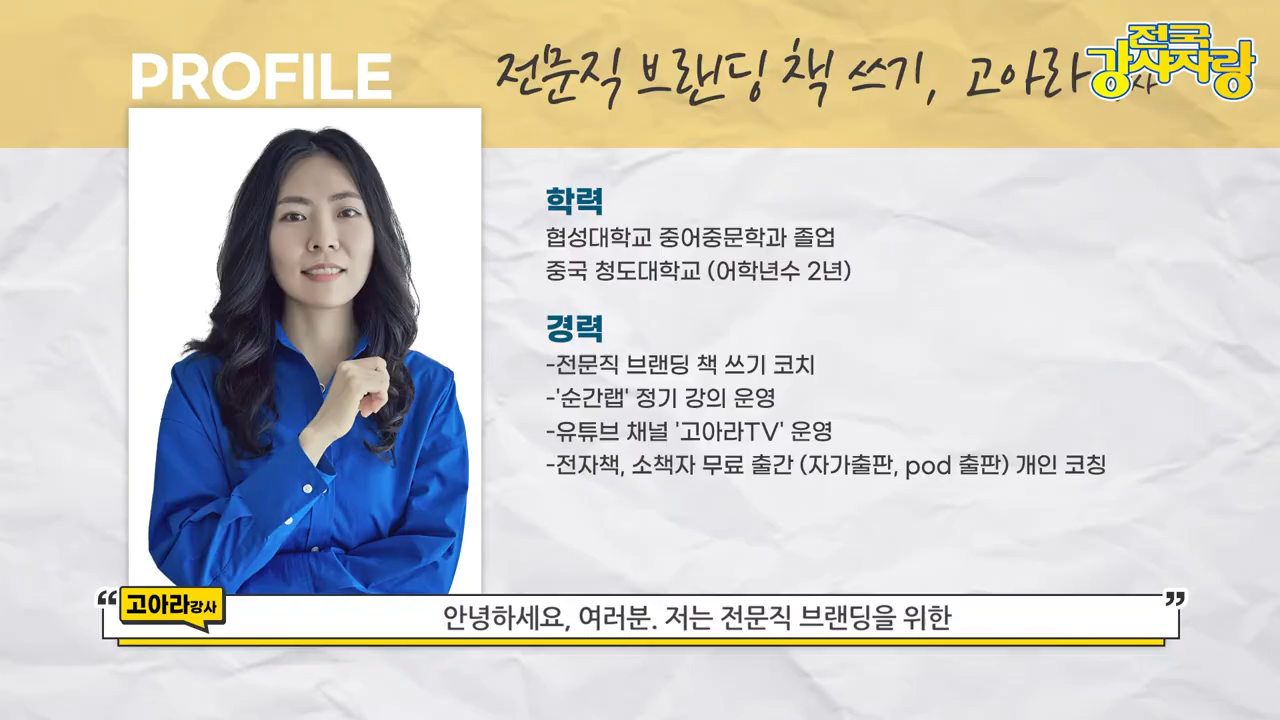 PROFILE
전문직 브랜딩 책 쓰기, 고아라
전국
강사자랑
학력
협성대학교 중어중문학과 졸업
중국 청도대학교 (어학년수 2년)
경력
-전문직 브랜딩 책 쓰기 코치
-'순간랩' 정기 강의 운영
-유튜브 채널 '고아라TV' 운영
-전자책, 소책자 무료 출간 (자가출판, pod 출판) 개인 코칭
“고아라강사
안녕하세요, 여러분. 저는 전문직 브랜딩을 위한”